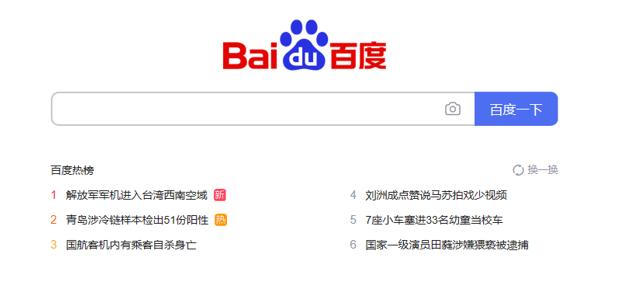 Bai du 百度
百度一下
百度热榜
换一换
1 解放军军机进入台湾西南空域 新
2 青岛涉冷链样本检出51份阳性 热
3 国航客机内有乘客自杀身亡
4 刘洲成点赞说马苏拍戏少视频
5 7座小车塞进33名幼童当校车
6 国家一级演员田蕤涉嫌猥亵被逮捕